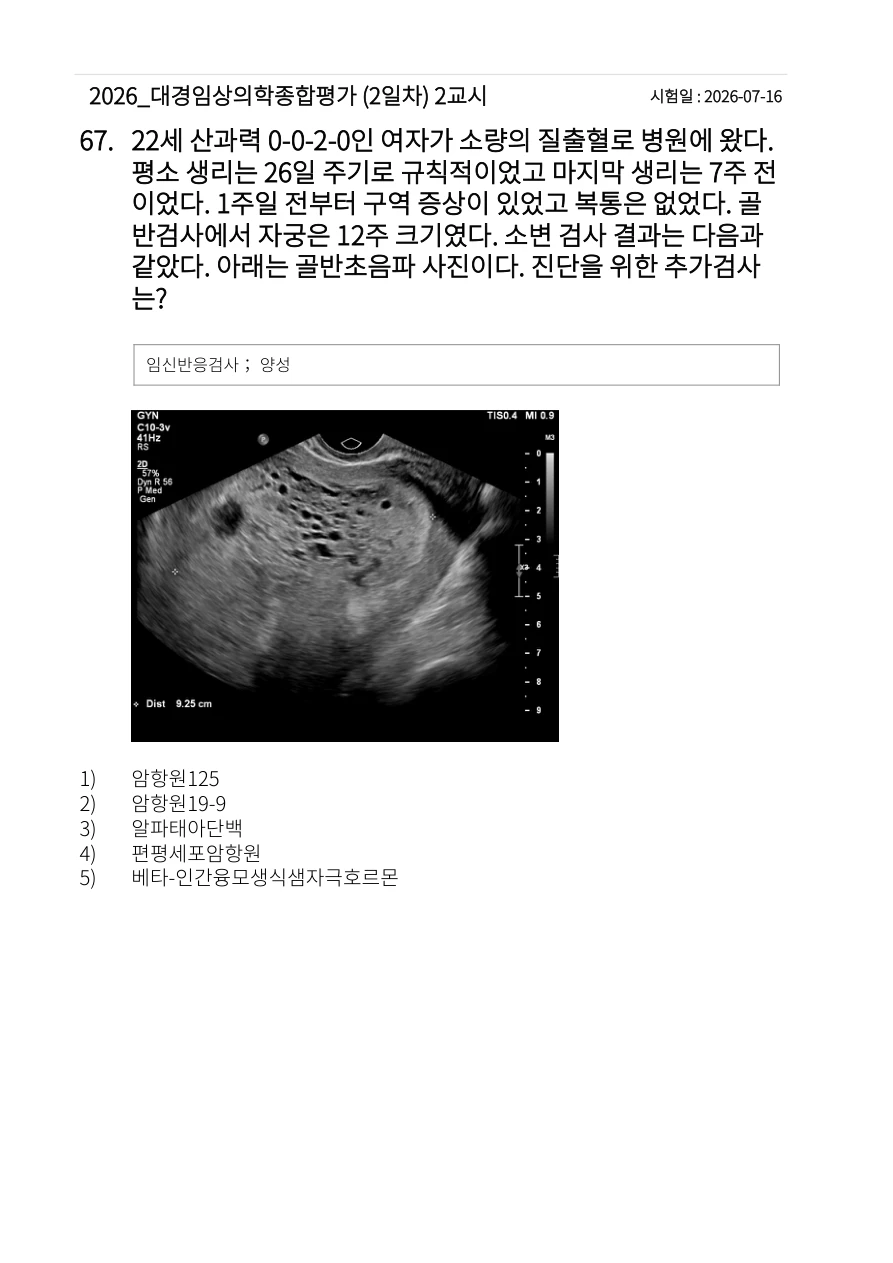 2026_대경임상의학종합평가 (2일차) 2교시
시험일 : 2026-07-16
67. 22세 산과력 0-0-2-0인 여자가 소량의 질출혈로 병원에 왔다.
평소 생리는 26일 주기로 규칙적이었고 마지막 생리는 7주 전
이었다. 1주일 전부터 구역 증상이 있었고 복통은 없었다. 골
반검사에서 자궁은 12주 크기였다. 소변 검사 결과는 다음과
같았다. 아래는 골반초음파 사진이다. 진단을 위한 추가검사
는?
임신반응검사 ; 양성
GYN
C10-3v
41Hz
RS
2D
57%
Dyn R 56
P Med
Gen
P
TIS0.4 MI 0.9
M3
0
1
2
3
4
5
6
7
8
9
Dist 9.25 cm
1) 암항원125
2) 암항원19-9
3) 알파태아단백
4) 편평세포암항원
5) 베타-인간융모생식샘자극호르몬